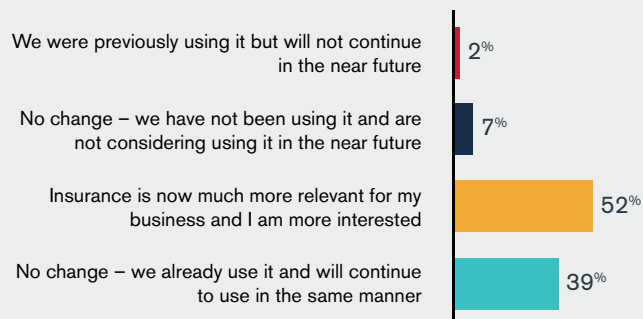 We were previously using it but will not continue
in the near future
2%
No change – we have not been using it and are
not considering using it in the near future
7%
Insurance is now much more relevant for my
business and I am more interested
52%
No change – we already use it and will continue
to use in the same manner
39%